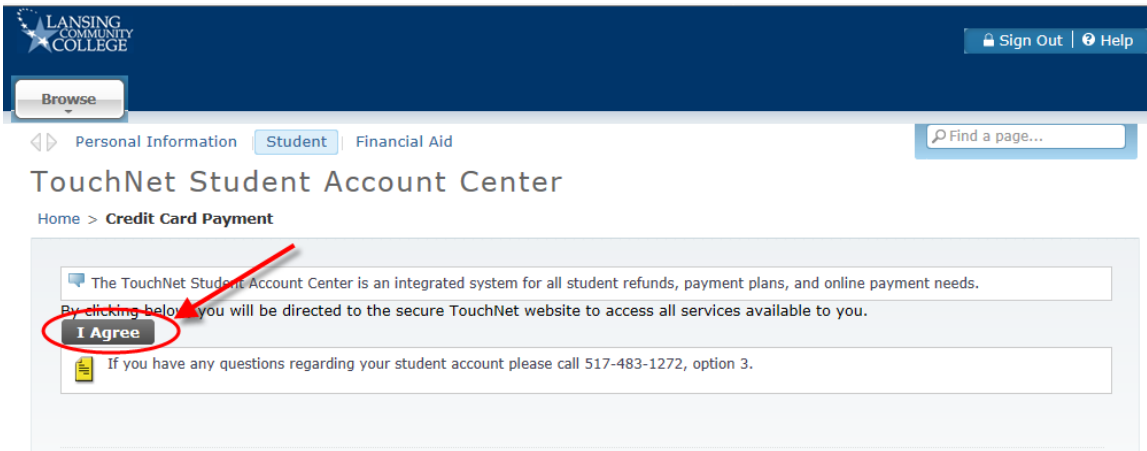 LANSING
COMMUNITY
COLLEGE
Sign Out | Help
Browse
Personal Information Student Financial Aid
Find a page...
TouchNet Student Account Center
Home > Credit Card Payment
The TouchNet Student Account Center is an integrated system for all student refunds, payment plans, and online payment needs.
By clicking below you will be directed to the secure TouchNet website to access all services available to you.
I Agree
If you have any questions regarding your student account please call 517-483-1272, option 3.